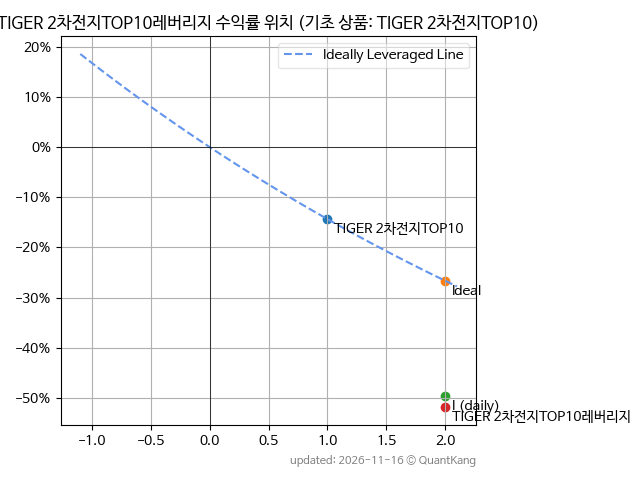 TIGER 2차전지TOP10레버리지 수익률 위치 (기초 상품: TIGER 2차전지TOP10)
Ideally Leveraged Line
20%
10%
0%
−10%
−20%
−30%
−40%
−50%
TIGER 2차전지TOP10
Ideal
l (daily)
TIGER 2차전지TOP10레버리지
−1.0
−0.5
0.0
0.5
1.0
1.5
2.0
updated: 2026-11-16 © QuantKang